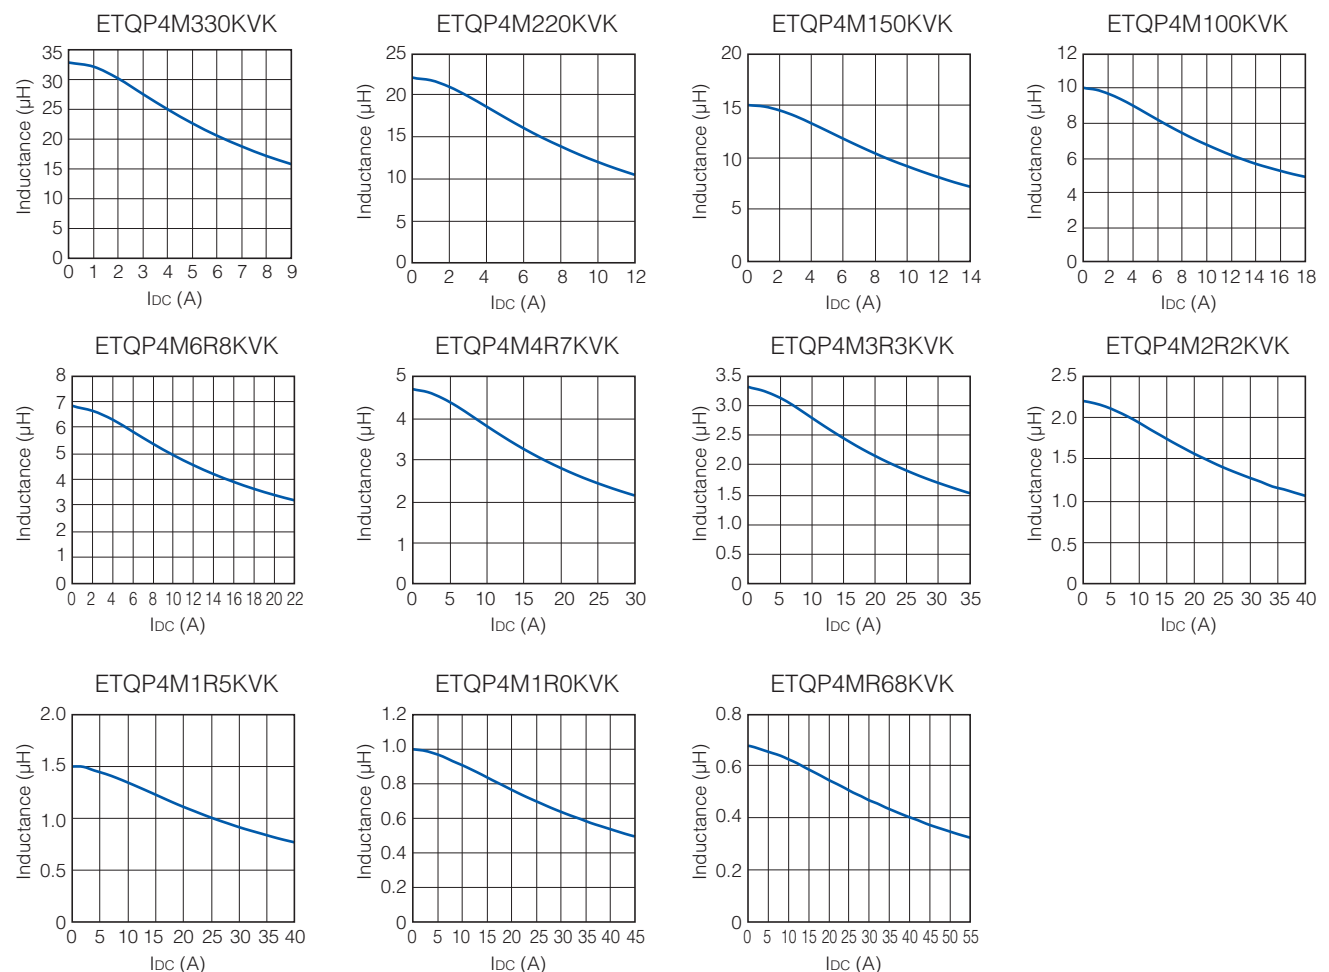 ETQP4M330KVK
Inductance (µH)
35
30
25
20
15
10
5
0
0 1 2 3 4 5 6 7 8 9
IDC (A)
ETQP4M220KVK
Inductance (µH)
25
20
15
10
5
0
0 2 4 6 8 10 12
IDC (A)
ETQP4M150KVK
Inductance (µH)
20
15
10
5
0
0 2 4 6 8 10 12 14
IDC (A)
ETQP4M100KVK
Inductance (µH)
12
10
8
6
4
2
0
0 2 4 6 8 10 12 14 16 18
IDC (A)
ETQP4M6R8KVK
Inductance (µH)
8
7
6
5
4
3
2
1
0
0 2 4 6 8 10 12 14 16 18 20 22
IDC (A)
ETQP4M4R7KVK
Inductance (µH)
5
4
3
2
1
0
0 5 10 15 20 25 30
IDC (A)
ETQP4M3R3KVK
Inductance (µH)
3.5
3.0
2.5
2.0
1.5
1.0
0.5
0
0 5 10 15 20 25 30 35
IDC (A)
ETQP4M2R2KVK
Inductance (µH)
2.5
2.0
1.5
1.0
0.5
0
0 5 10 15 20 25 30 35 40
IDC (A)
ETQP4M1R5KVK
Inductance (µH)
2.0
1.5
1.0
0.5
0
0 5 10 15 20 25 30 35 40
IDC (A)
ETQP4M1R0KVK
Inductance (µH)
1.2
1.0
0.8
0.6
0.4
0.2
0
0 5 10 15 20 25 30 35 40 45
IDC (A)
ETQP4MR68KVK
Inductance (µH)
0.8
0.6
0.4
0.2
0
0 5 10 15 20 25 30 35 40 45 50 55
IDC (A)